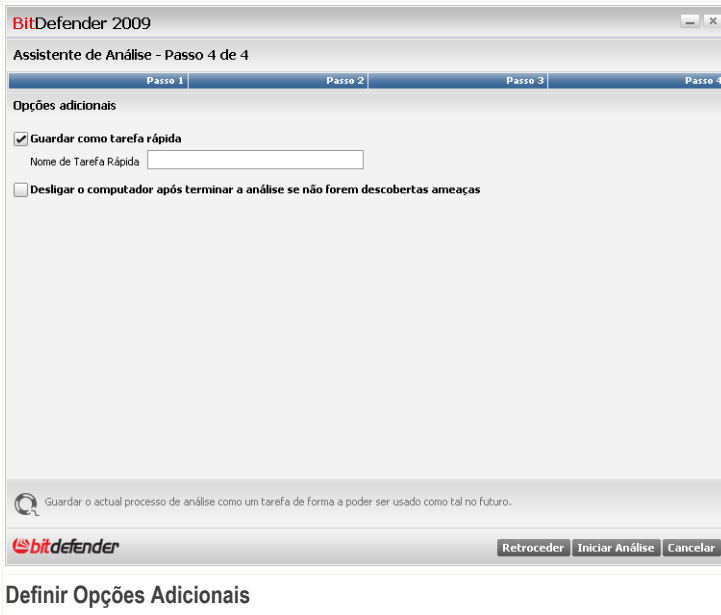 BitDefender 2009
Assistente de Análise - Passo 4 de 4
Passo 1 Passo 2 Passo 3 Passo 4
Opções adicionais
Guardar como tarefa rápida
Nome de Tarefa Rápida
Desligar o computador após terminar a análise se não forem descobertas ameaças
Guardar o actual processo de análise como um tarefa de forma a poder ser usado como tal no futuro.
bitdefender
Retroceder Iniciar Análise Cancelar
Definir Opções Adicionais